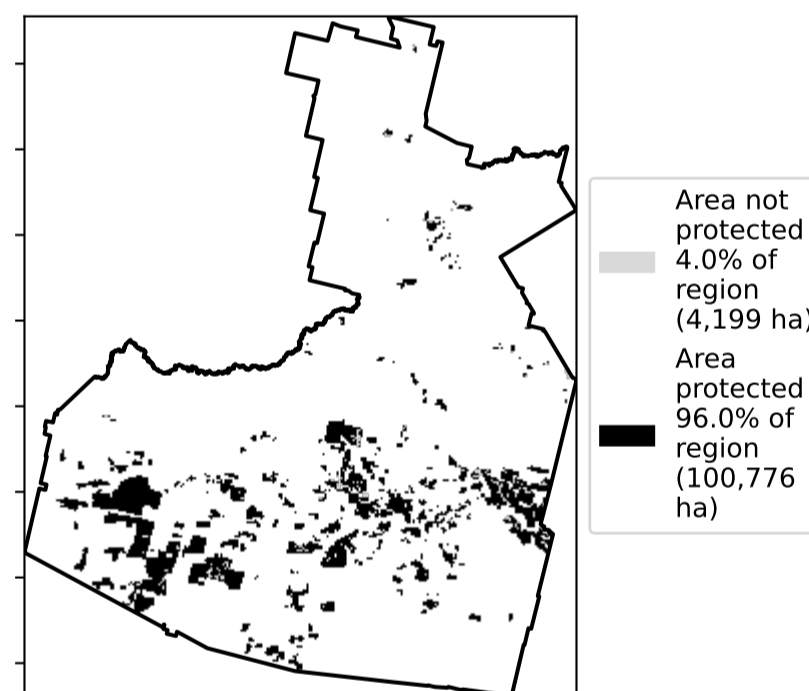 Area not
protected
4.0% of
region
(4,199 ha)
Area
protected
96.0% of
region
(100,776
ha)